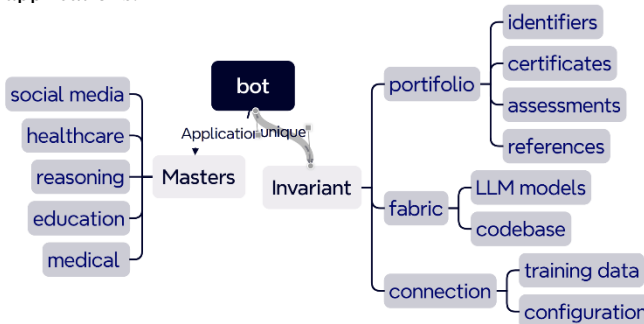 bot
Application
unique
Masters
social media
healthcare
reasoning
education
medical
Invariant
portifolio
identifiers
certificates
assessments
references
fabric
LLM models
codebase
connection
training data
configuration